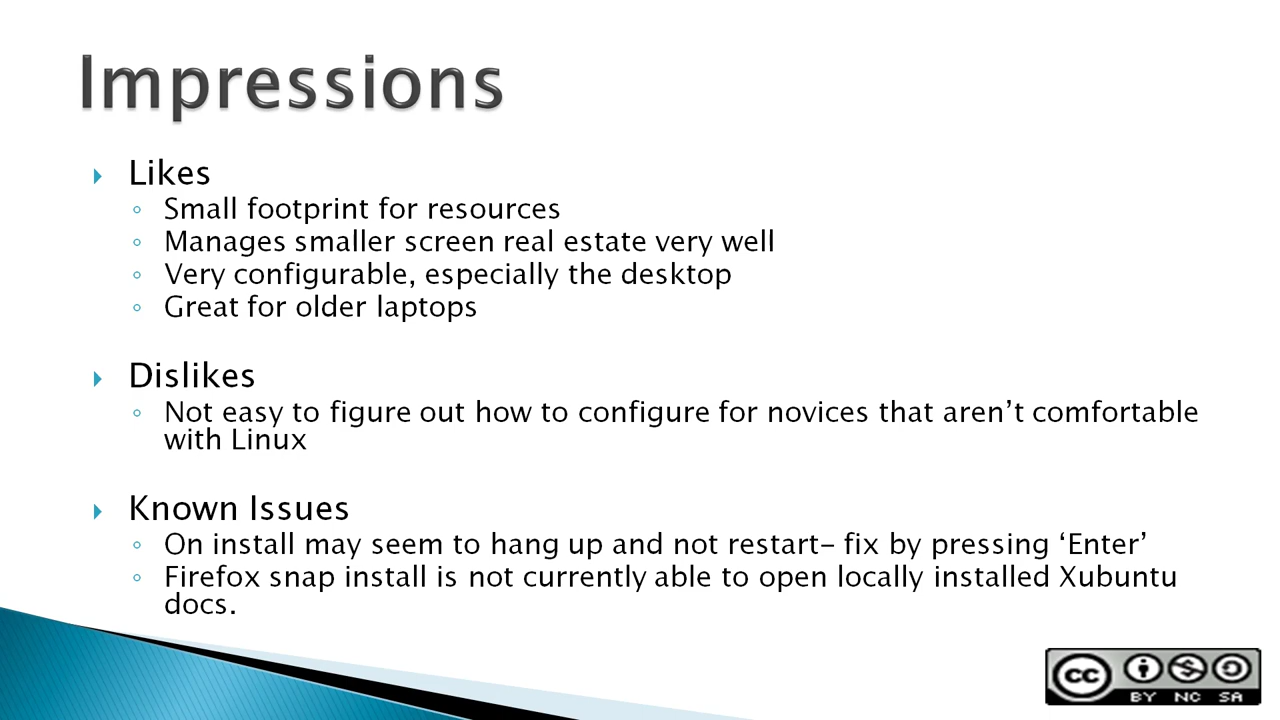 Impressions
Likes
Small footprint for resources
Manages smaller screen real estate very well
Very configurable, especially the desktop
Great for older laptops
Dislikes
Not easy to figure out how to configure for novices that aren’t comfortable
with Linux
Known Issues
On install may seem to hang up and not restart– fix by pressing ‘Enter’
Firefox snap install is not currently able to open locally installed Xubuntu
docs.
cc
BY NC SA